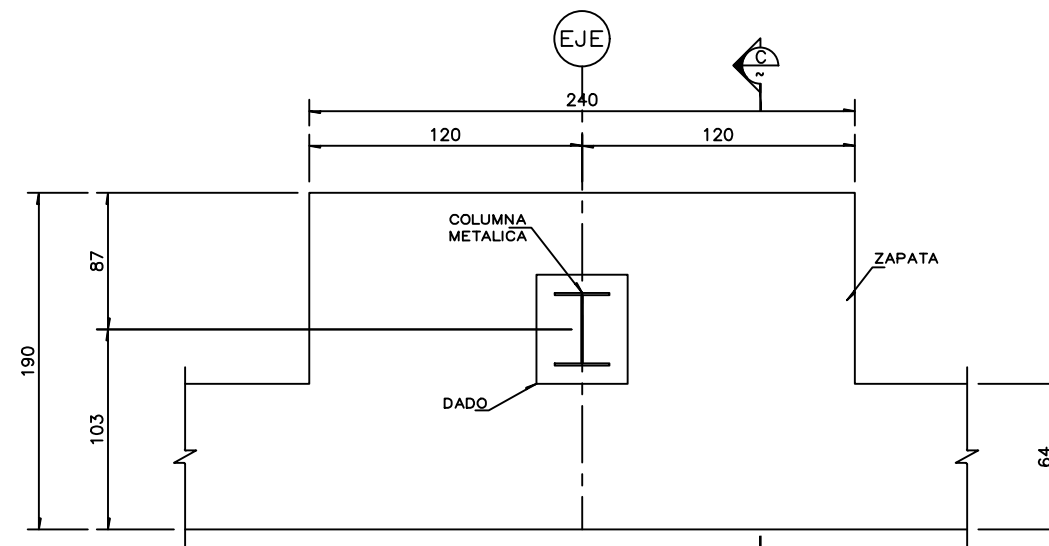 EJE
C
~
240
120
120
COLUMNA
METALICA
87
ZAPATA
190
DADO
103
64